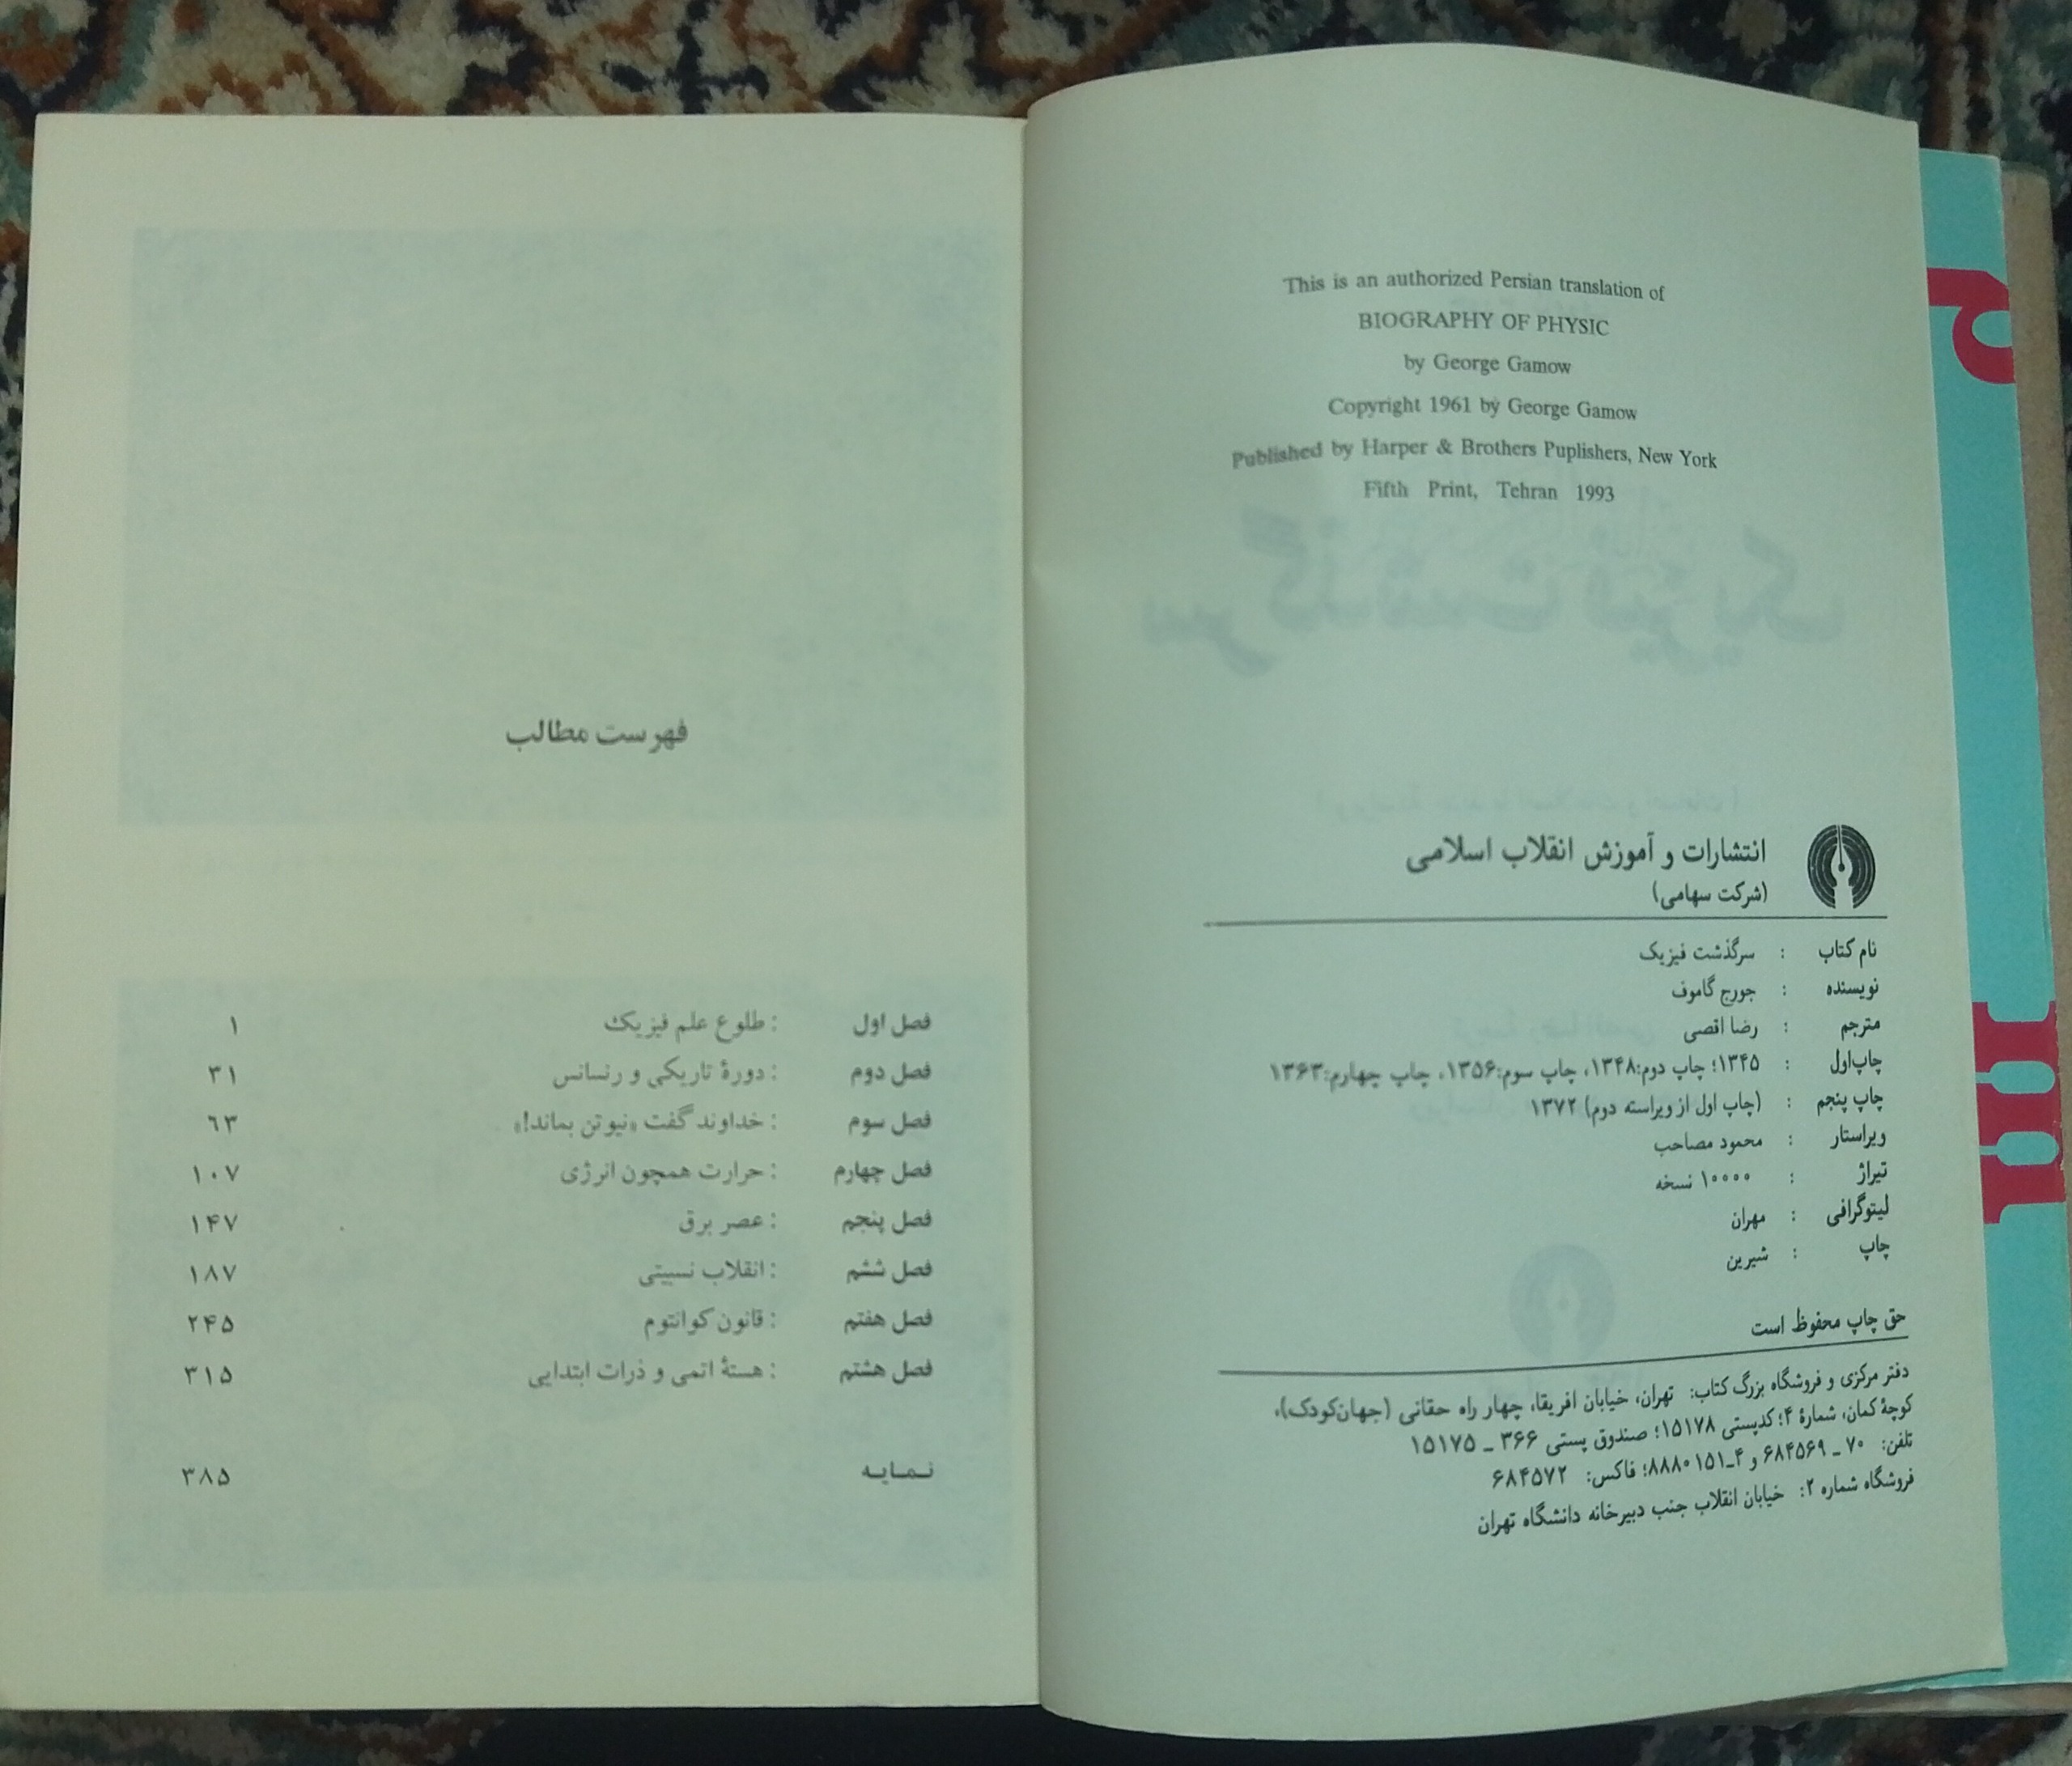 This is an authorized Persian translation of
BIOGRAPHY OF PHYSIC
by George Gamow
Copyright 1961 by George Gamow
Published by Harper & Brothers Puplishers, New York
Fifth Print, Tehran 1993
انتشارات و آموزش انقلاب اسلامی
(شرکت سهامی)
نام کتاب : سرگذشت فیزیک
نویسنده : جورج گاموف
مترجم : رضا اقصی
چاپ‌اول : ۱۳۴۵؛ چاپ دوم:۱۳۴۸، چاپ سوم:۱۳۵۶، چاپ چهارم:۱۳۶۳
چاپ پنجم : (چاپ اول از ویراسته دوم) ۱۳۷۲
ویراستار : محمود مصاحب
تیراژ : ۱۰۰۰۰ نسخه
لیتوگرافی : مهران
چاپ : شیرین
حق چاپ محفوظ است
دفتر مرکزی و فروشگاه بزرگ کتاب: تهران، خیابان افریقا، چهار راه حقانی (جهان‌کودک)،
کوچهٔ کمان، شمارهٔ ۴؛ کدپستی ۱۵۱۷۸؛ صندوق پستی ۳۶۶ ـ ۱۵۱۷۵
تلفن: ۷۰ ـ ۶۸۴۵۶۹ و ۴ـ۸۸۸۰۱۵۱؛ فاکس: ۶۸۴۵۷۲
فروشگاه شماره ۲: خیابان انقلاب جنب دبیرخانه دانشگاه تهران
فهرست مطالب
فصل اول : طلوع علم فیزیک ۱
فصل دوم : دورهٔ تاریکی و رنسانس ۳۱
فصل سوم : خداوند گفت «نیوتن بماند!» ۶۳
فصل چهارم : حرارت همچون انرژی ۱۰۷
فصل پنجم : عصر برق ۱۴۷
فصل ششم : انقلاب نسبیتی ۱۸۷
فصل هفتم : قانون کوانتوم ۲۴۵
فصل هشتم : هستهٔ اتمی و ذرات ابتدایی ۳۱۵
نمایه ۳۸۵